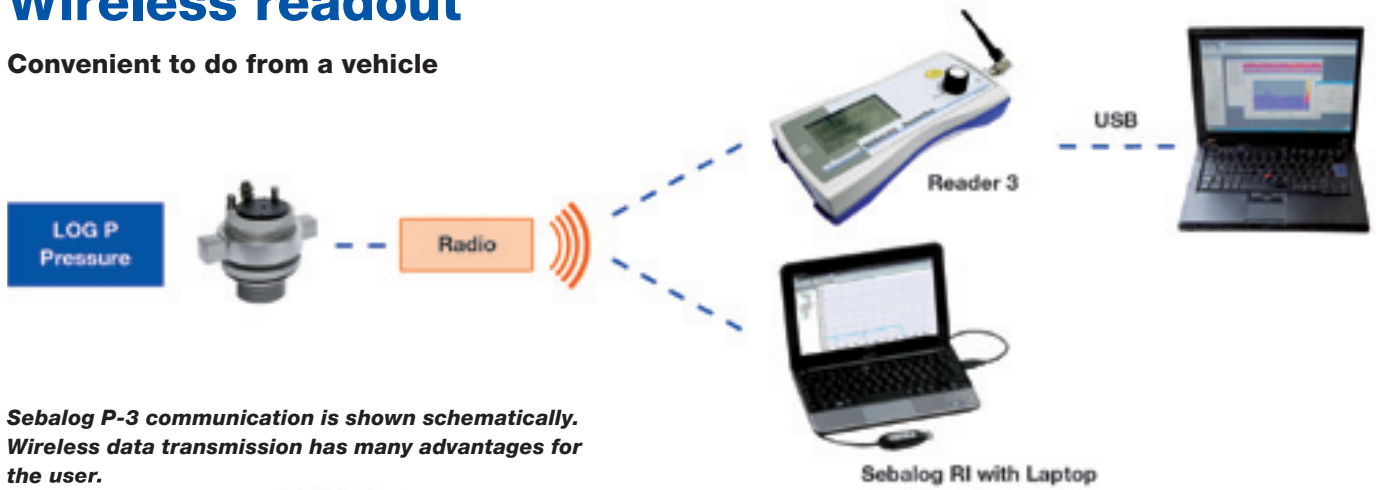 Wireless readout
Convenient to do from a vehicle
LOG P
Pressure
Radio
Reader 3
USB
Sebalog RI with Laptop
Sebalog P-3 communication is shown schematically.
Wireless data transmission has many advantages for
the user.